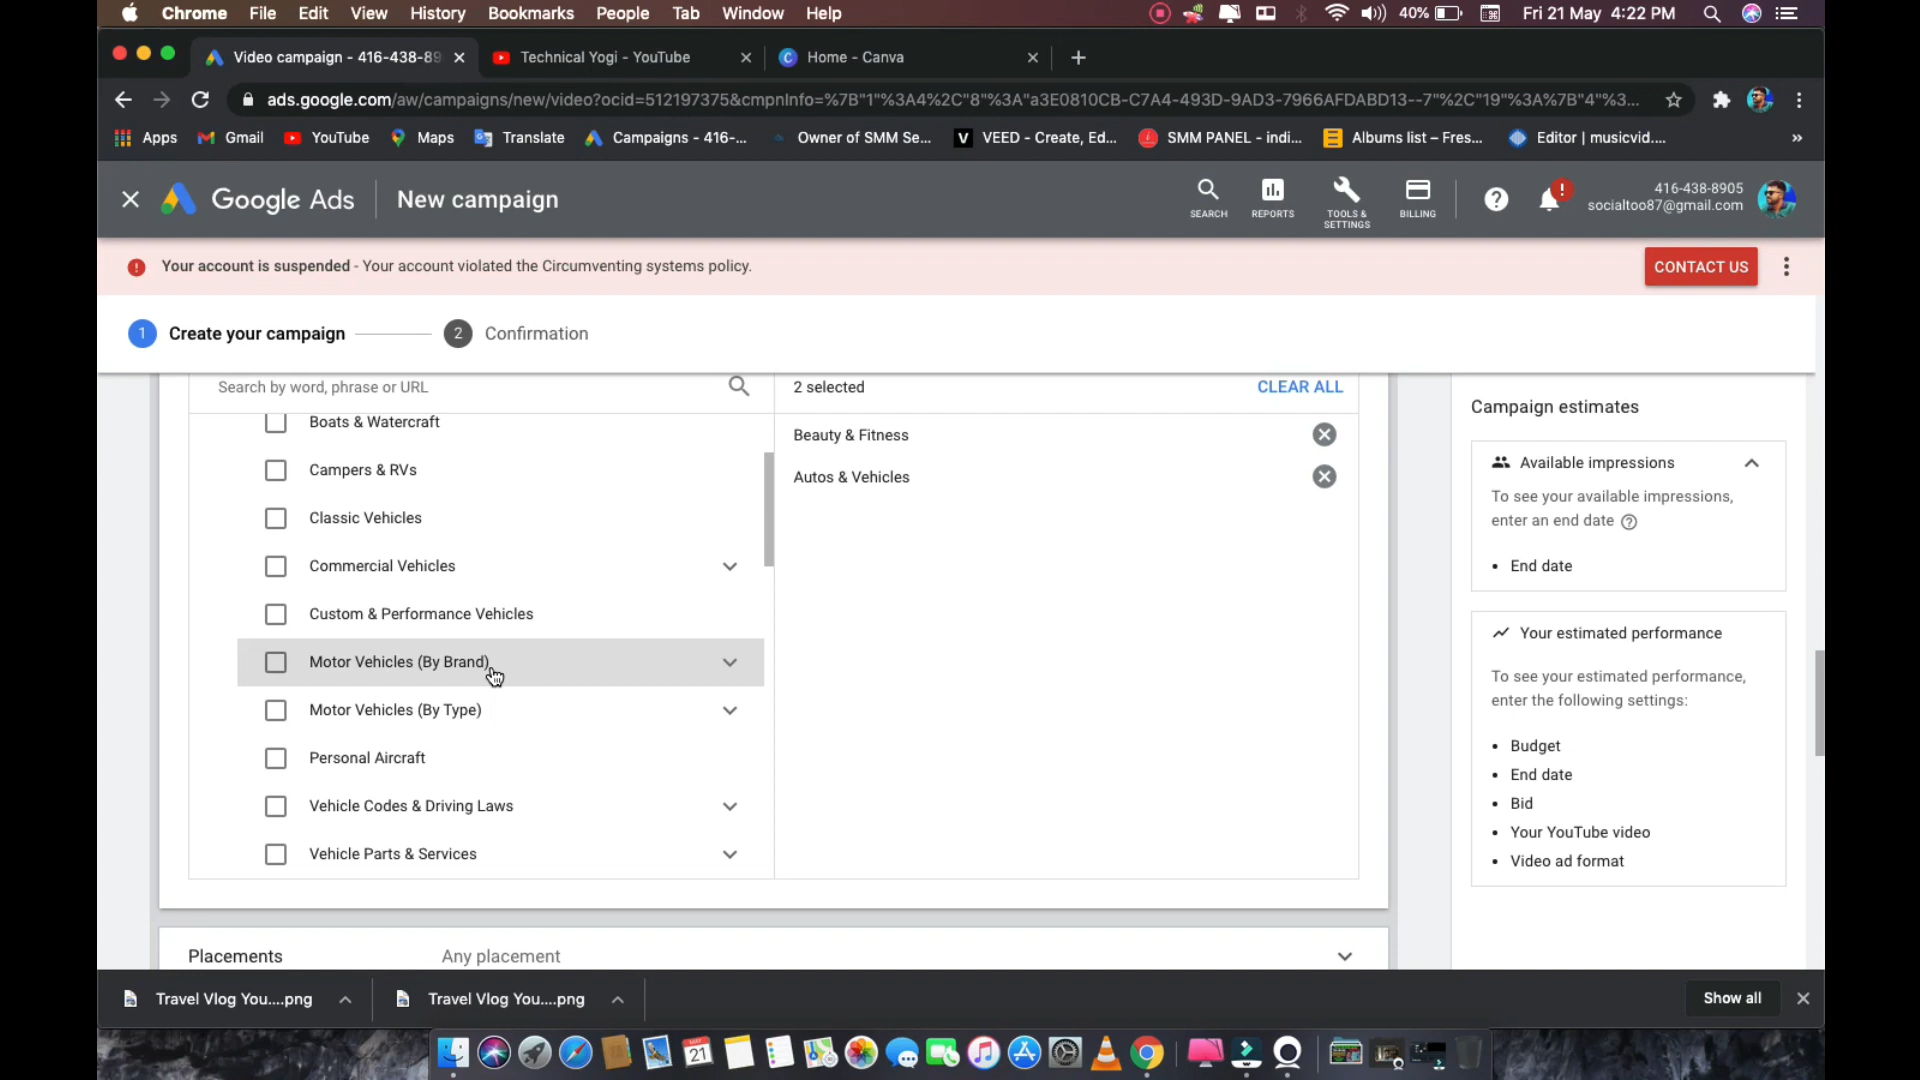 Chrome File Edit View History Bookmarks People Tab Window Help 40% Fri 21 May 4:22 PM
Video campaign - 416-438-89 Technical Yogi - YouTube Home - Canva
ads.google.com/aw/campaigns/new/video?ocid=512197375&cmpnInfo=%7B"1"%3A4%2C"8"%3A"a3E0810CB-C7A4-493D-9AD3-7966AFDABD13--7"%2C"19"%3A%7B"4"%3...
Apps Gmail YouTube Maps Translate Campaigns - 416-... Owner of SMM Se... VEED - Create, Ed... SMM PANEL - indi... Albums list – Fres... Editor | musicvid.... »
Google Ads New campaign
SEARCH REPORTS TOOLS & SETTINGS BILLING
416-438-8905
socialtoo87@gmail.com
Your account is suspended - Your account violated the Circumventing systems policy. CONTACT US
1 Create your campaign 2 Confirmation
Search by word, phrase or URL 2 selected CLEAR ALL
Boats & Watercraft
Campers & RVs
Classic Vehicles
Commercial Vehicles
Custom & Performance Vehicles
Motor Vehicles (By Brand)
Motor Vehicles (By Type)
Personal Aircraft
Vehicle Codes & Driving Laws
Vehicle Parts & Services
Beauty & Fitness
Autos & Vehicles
Campaign estimates
Available impressions
To see your available impressions,
enter an end date
• End date
Your estimated performance
To see your estimated performance,
enter the following settings:
• Budget
• End date
• Bid
• Your YouTube video
• Video ad format
Placements Any placement
Travel Vlog You....png Travel Vlog You....png Show all
21